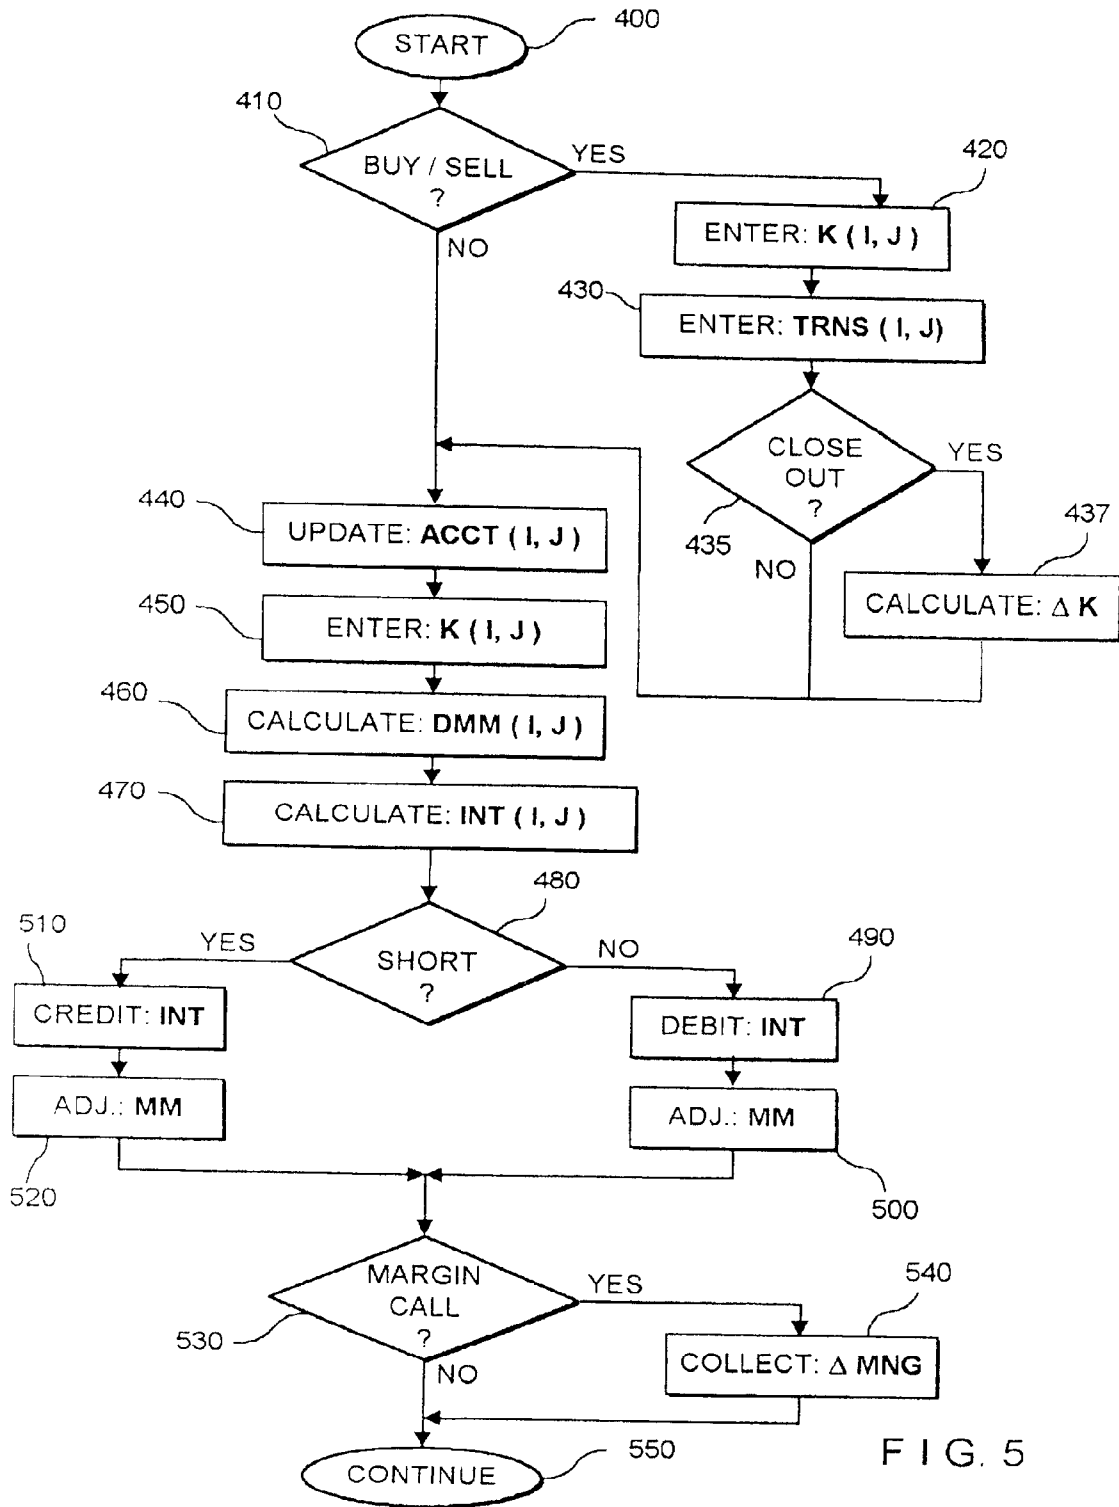 START
400
410
BUY / SELL
?
YES
420
NO
ENTER: K ( I, J )
430
ENTER: TRNS ( I, J)
CLOSE
OUT
?
YES
435
NO
437
CALCULATE: Δ K
440
UPDATE: ACCT ( I, J )
450
ENTER: K ( I, J )
460
CALCULATE: DMM ( I, J )
470
CALCULATE: INT ( I, J )
480
SHORT
?
YES
510
CREDIT: INT
NO
490
DEBIT: INT
ADJ.: MM
520
ADJ.: MM
500
MARGIN
CALL
?
530
YES
540
COLLECT: Δ MNG
NO
CONTINUE
550
F I G. 5